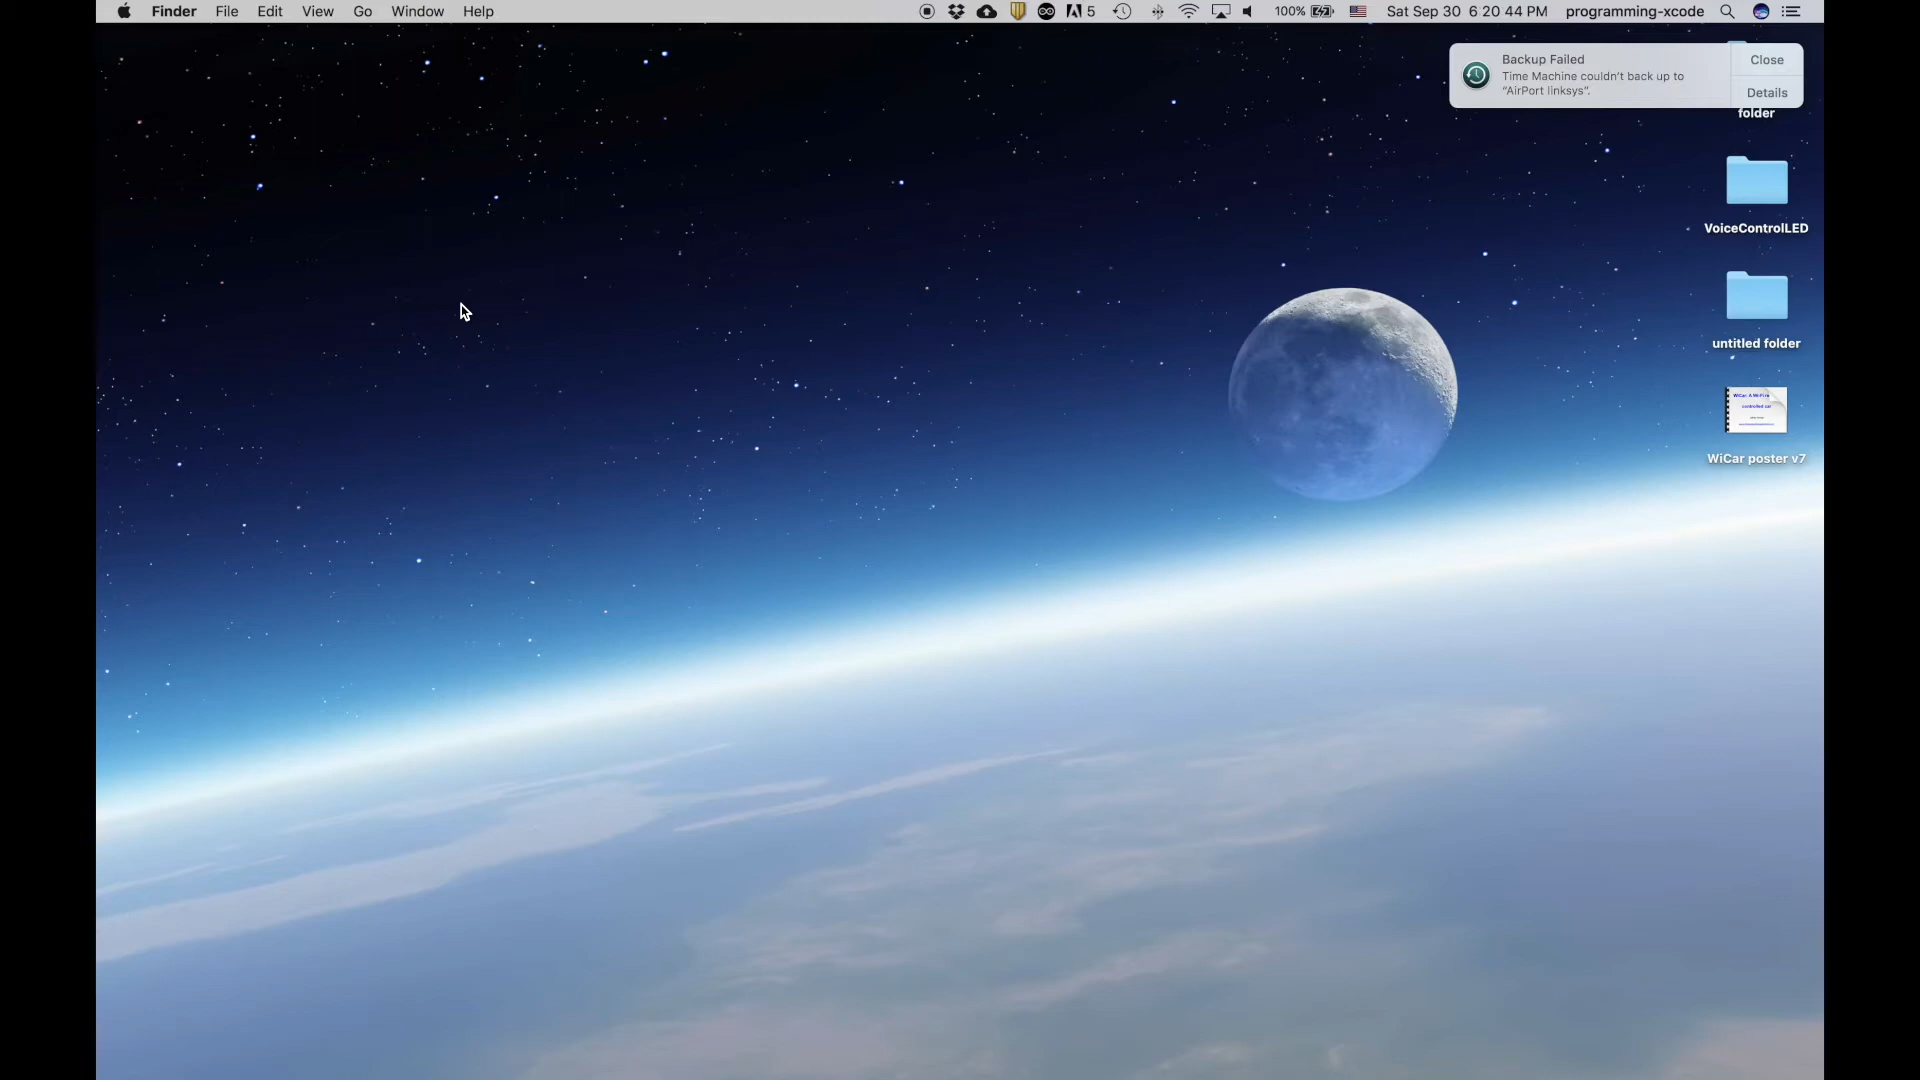 Finder File Edit View Go Window Help 5 100% Sat Sep 30 6 20 44 PM programming-xcode
Backup Failed
Time Machine couldn't back up to
"AirPort linksys".
Close
Details
folder
VoiceControlLED
untitled folder
WiCar poster v7